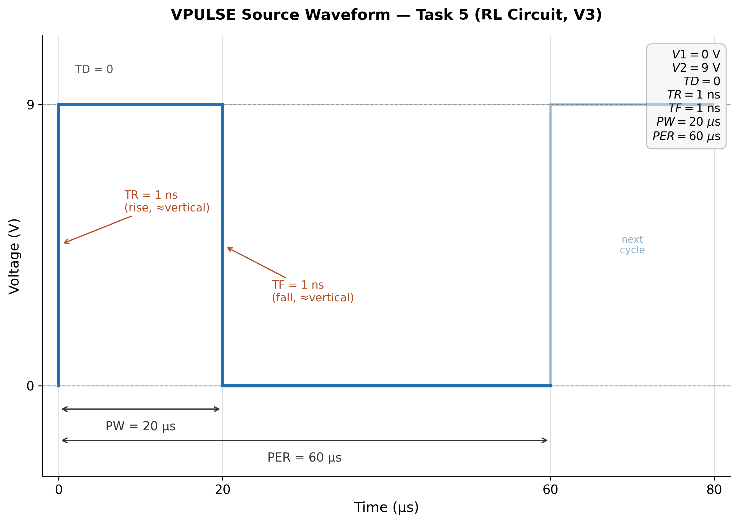 VPULSE Source Waveform — Task 5 (RL Circuit, V3)
TD = 0
V1 = 0 V
V2 = 9 V
TD = 0
TR = 1 ns
TF = 1 ns
PW = 20 μs
PER = 60 μs
9
TR = 1 ns
(rise, ≈vertical)
next
cycle
TF = 1 ns
(fall, ≈vertical)
0
PW = 20 μs
PER = 60 μs
0
20
60
80
Time (μs)
Voltage (V)